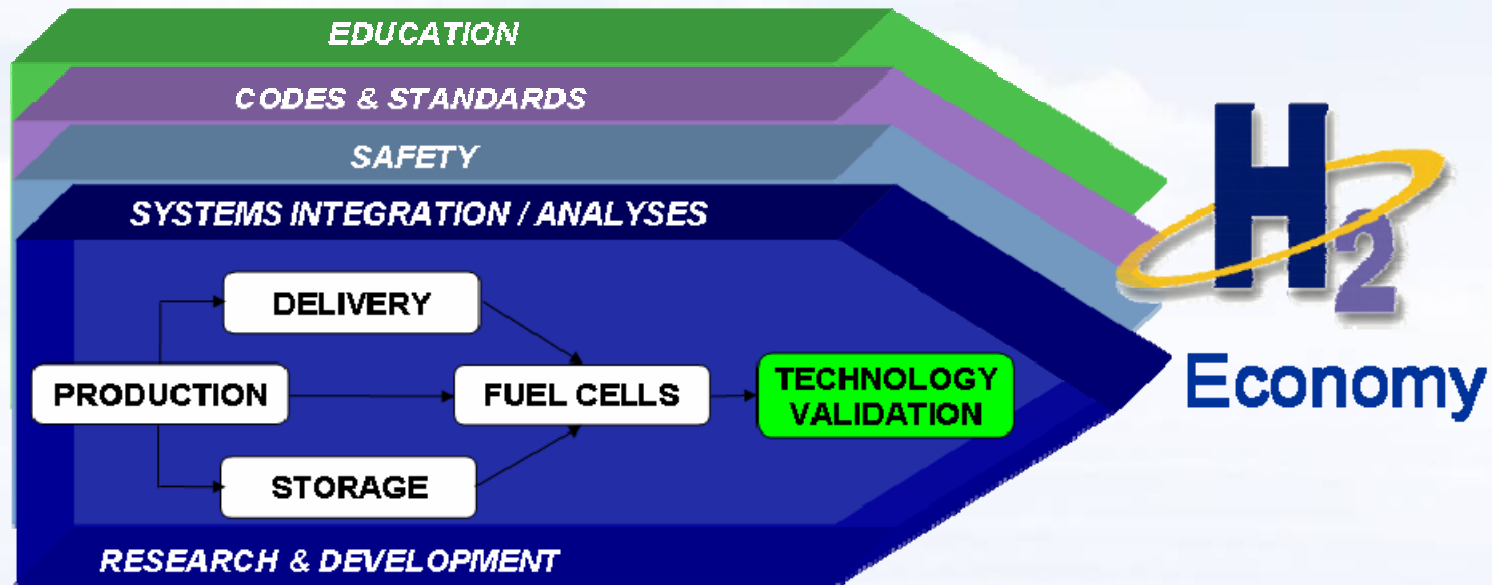 EDUCATION
CODES & STANDARDS
SAFETY
SYSTEMS INTEGRATION / ANALYSES
DELIVERY
PRODUCTION
FUEL CELLS
TECHNOLOGY
VALIDATION
STORAGE
RESEARCH & DEVELOPMENT
H2
Economy